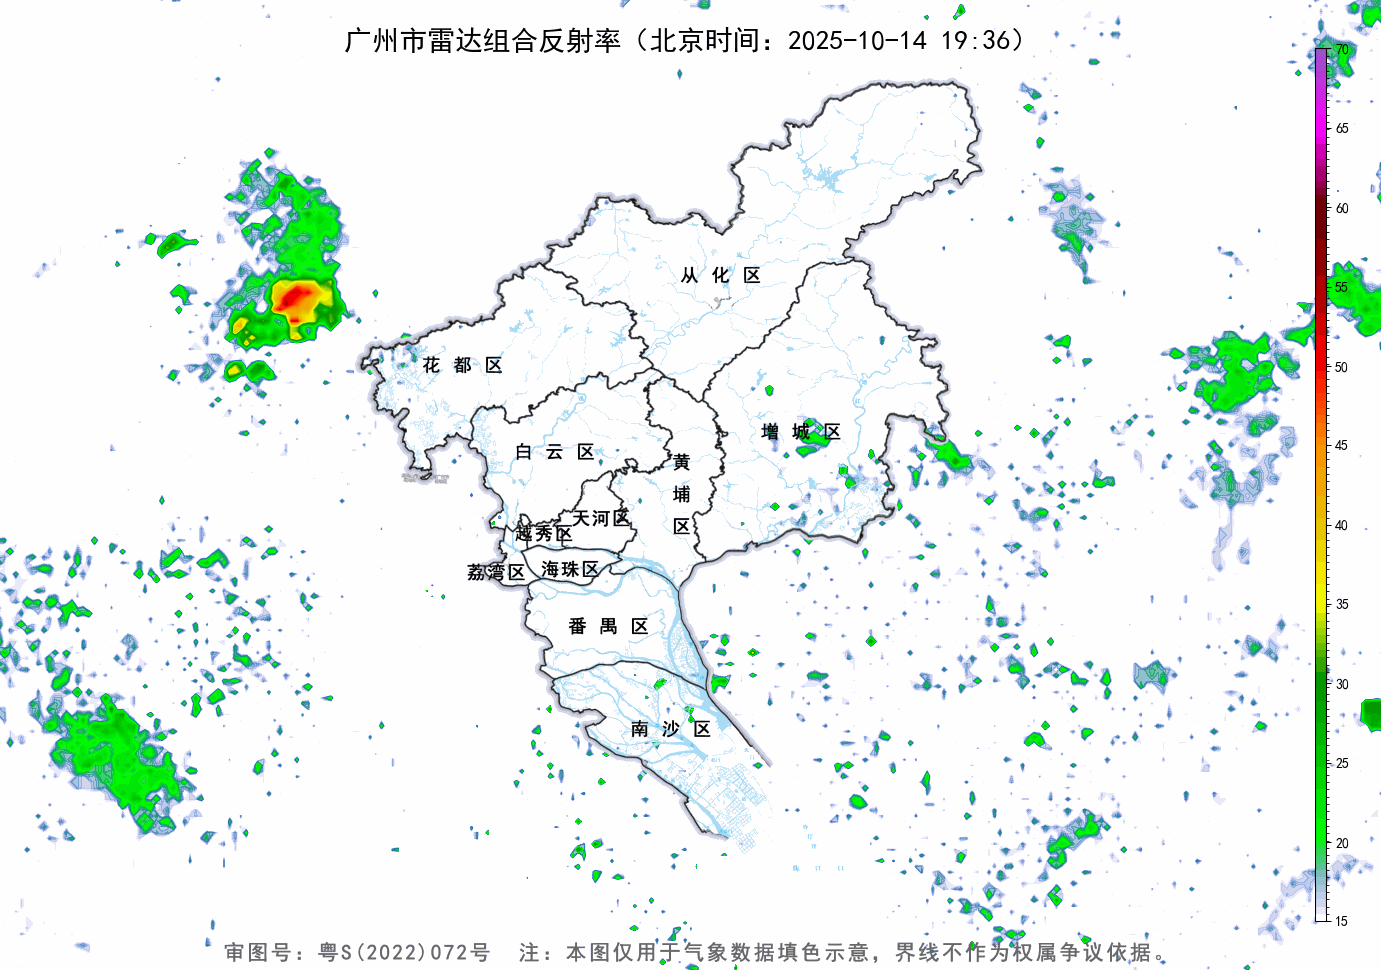 广州市雷达组合反射率（北京时间：2025-10-14 19:36）
70
65
60
55
50
45
40
35
30
25
20
15
从化区
花都区
增城区
白云区
黄埔区
天河区
越秀区
海珠区
荔湾区
番禺区
南沙区
审图号：粤S(2022)072号 注：本图仅用于气象数据填色示意，界线不作为权属争议依据。